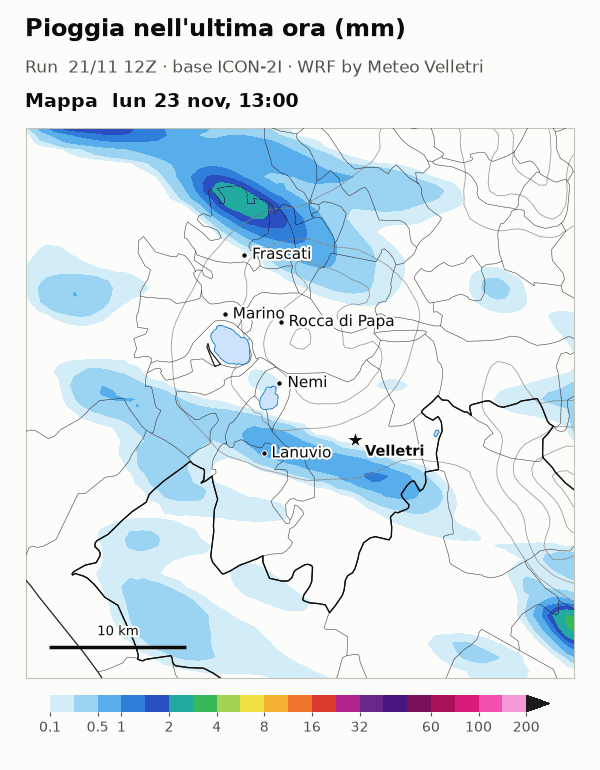 Pioggia nell'ultima ora (mm)
Run 21/11 12Z · base ICON-2I · WRF by Meteo Velletri
Mappa lun 23 nov, 13:00
Frascati
Marino
Rocca di Papa
Nemi
Velletri
Lanuvio
10 km
0.1 0.5 1 2 4 8 16 32 60 100 200